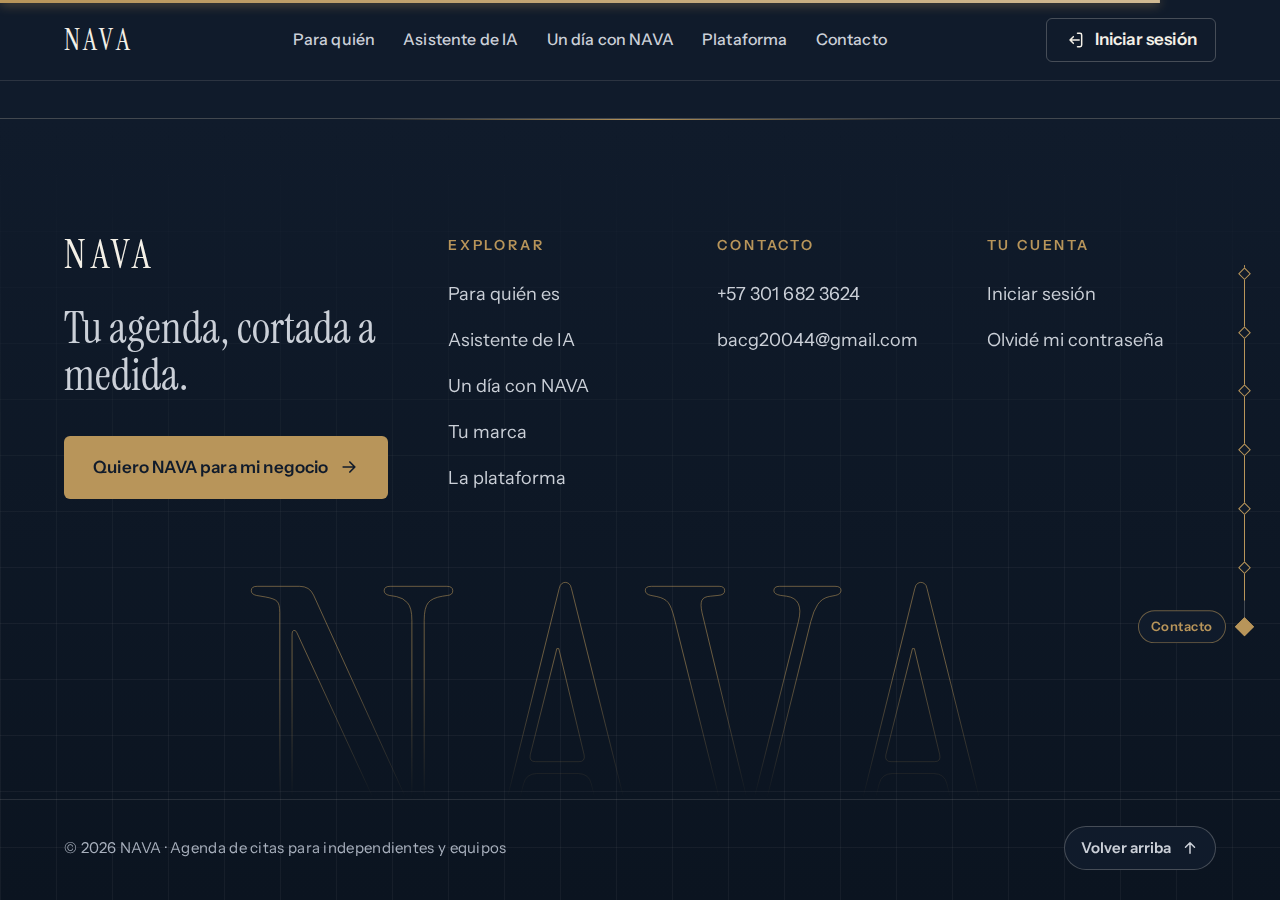 NAVA
Para quién
Asistente de IA
Un día con NAVA
Plataforma
Contacto
Iniciar sesión
NAVA
Tu agenda, cortada a
medida.
Quiero NAVA para mi negocio
EXPLORAR
Para quién es
Asistente de IA
Un día con NAVA
Tu marca
La plataforma
CONTACTO
+57 301 682 3624
bacg20044@gmail.com
TU CUENTA
Iniciar sesión
Olvidé mi contraseña
Contacto
NAVA
© 2026 NAVA · Agenda de citas para independientes y equipos
Volver arriba